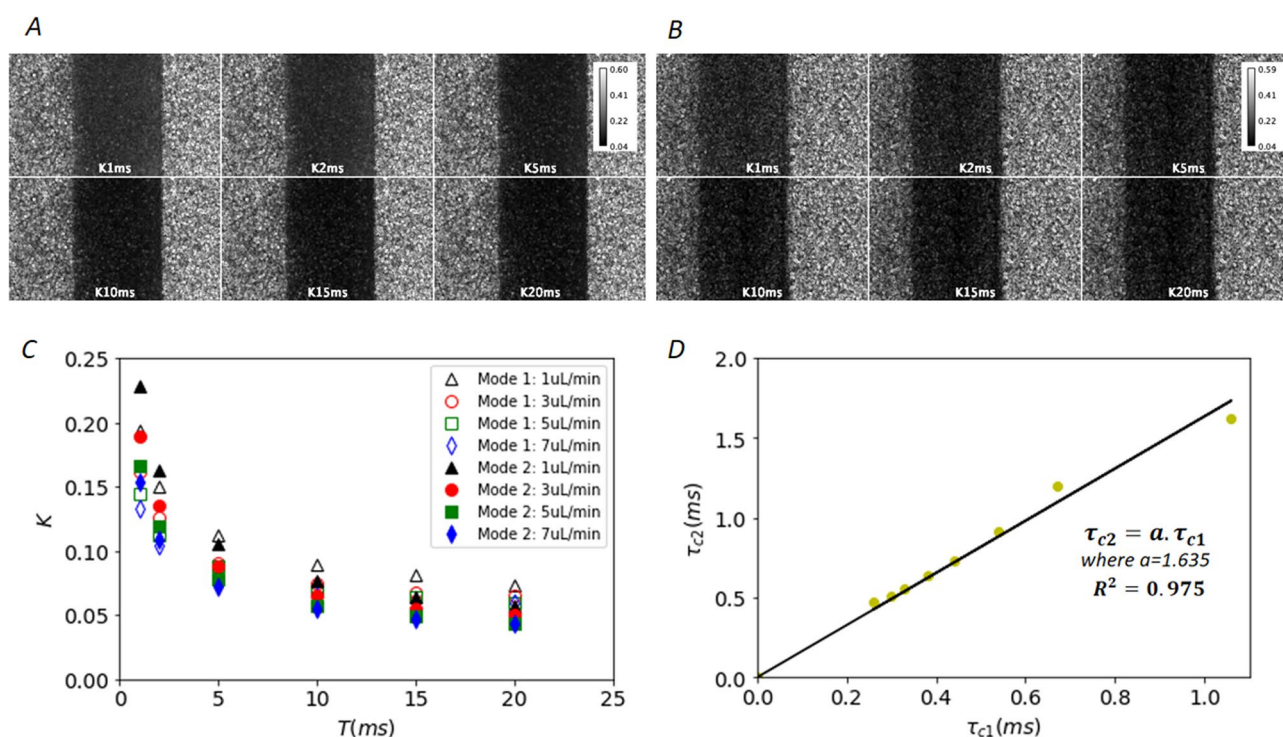 A
B
0.60
0.41
0.22
0.04
K1ms
K2ms
K5ms
K10ms
K15ms
K20ms
0.59
0.41
0.22
0.04
K1ms
K2ms
K5ms
K10ms
K15ms
K20ms
C
K
0.25
0.20
0.15
0.10
0.05
0.00
0
5
10
15
20
25
T(ms)
Mode 1: 1uL/min
Mode 1: 3uL/min
Mode 1: 5uL/min
Mode 1: 7uL/min
Mode 2: 1uL/min
Mode 2: 3uL/min
Mode 2: 5uL/min
Mode 2: 7uL/min
D
τc2(ms)
2.0
1.5
1.0
0.5
0.0
0.0
0.2
0.4
0.6
0.8
1.0
τc1(ms)
τc2 = a.τc1
where a=1.635
R² = 0.975